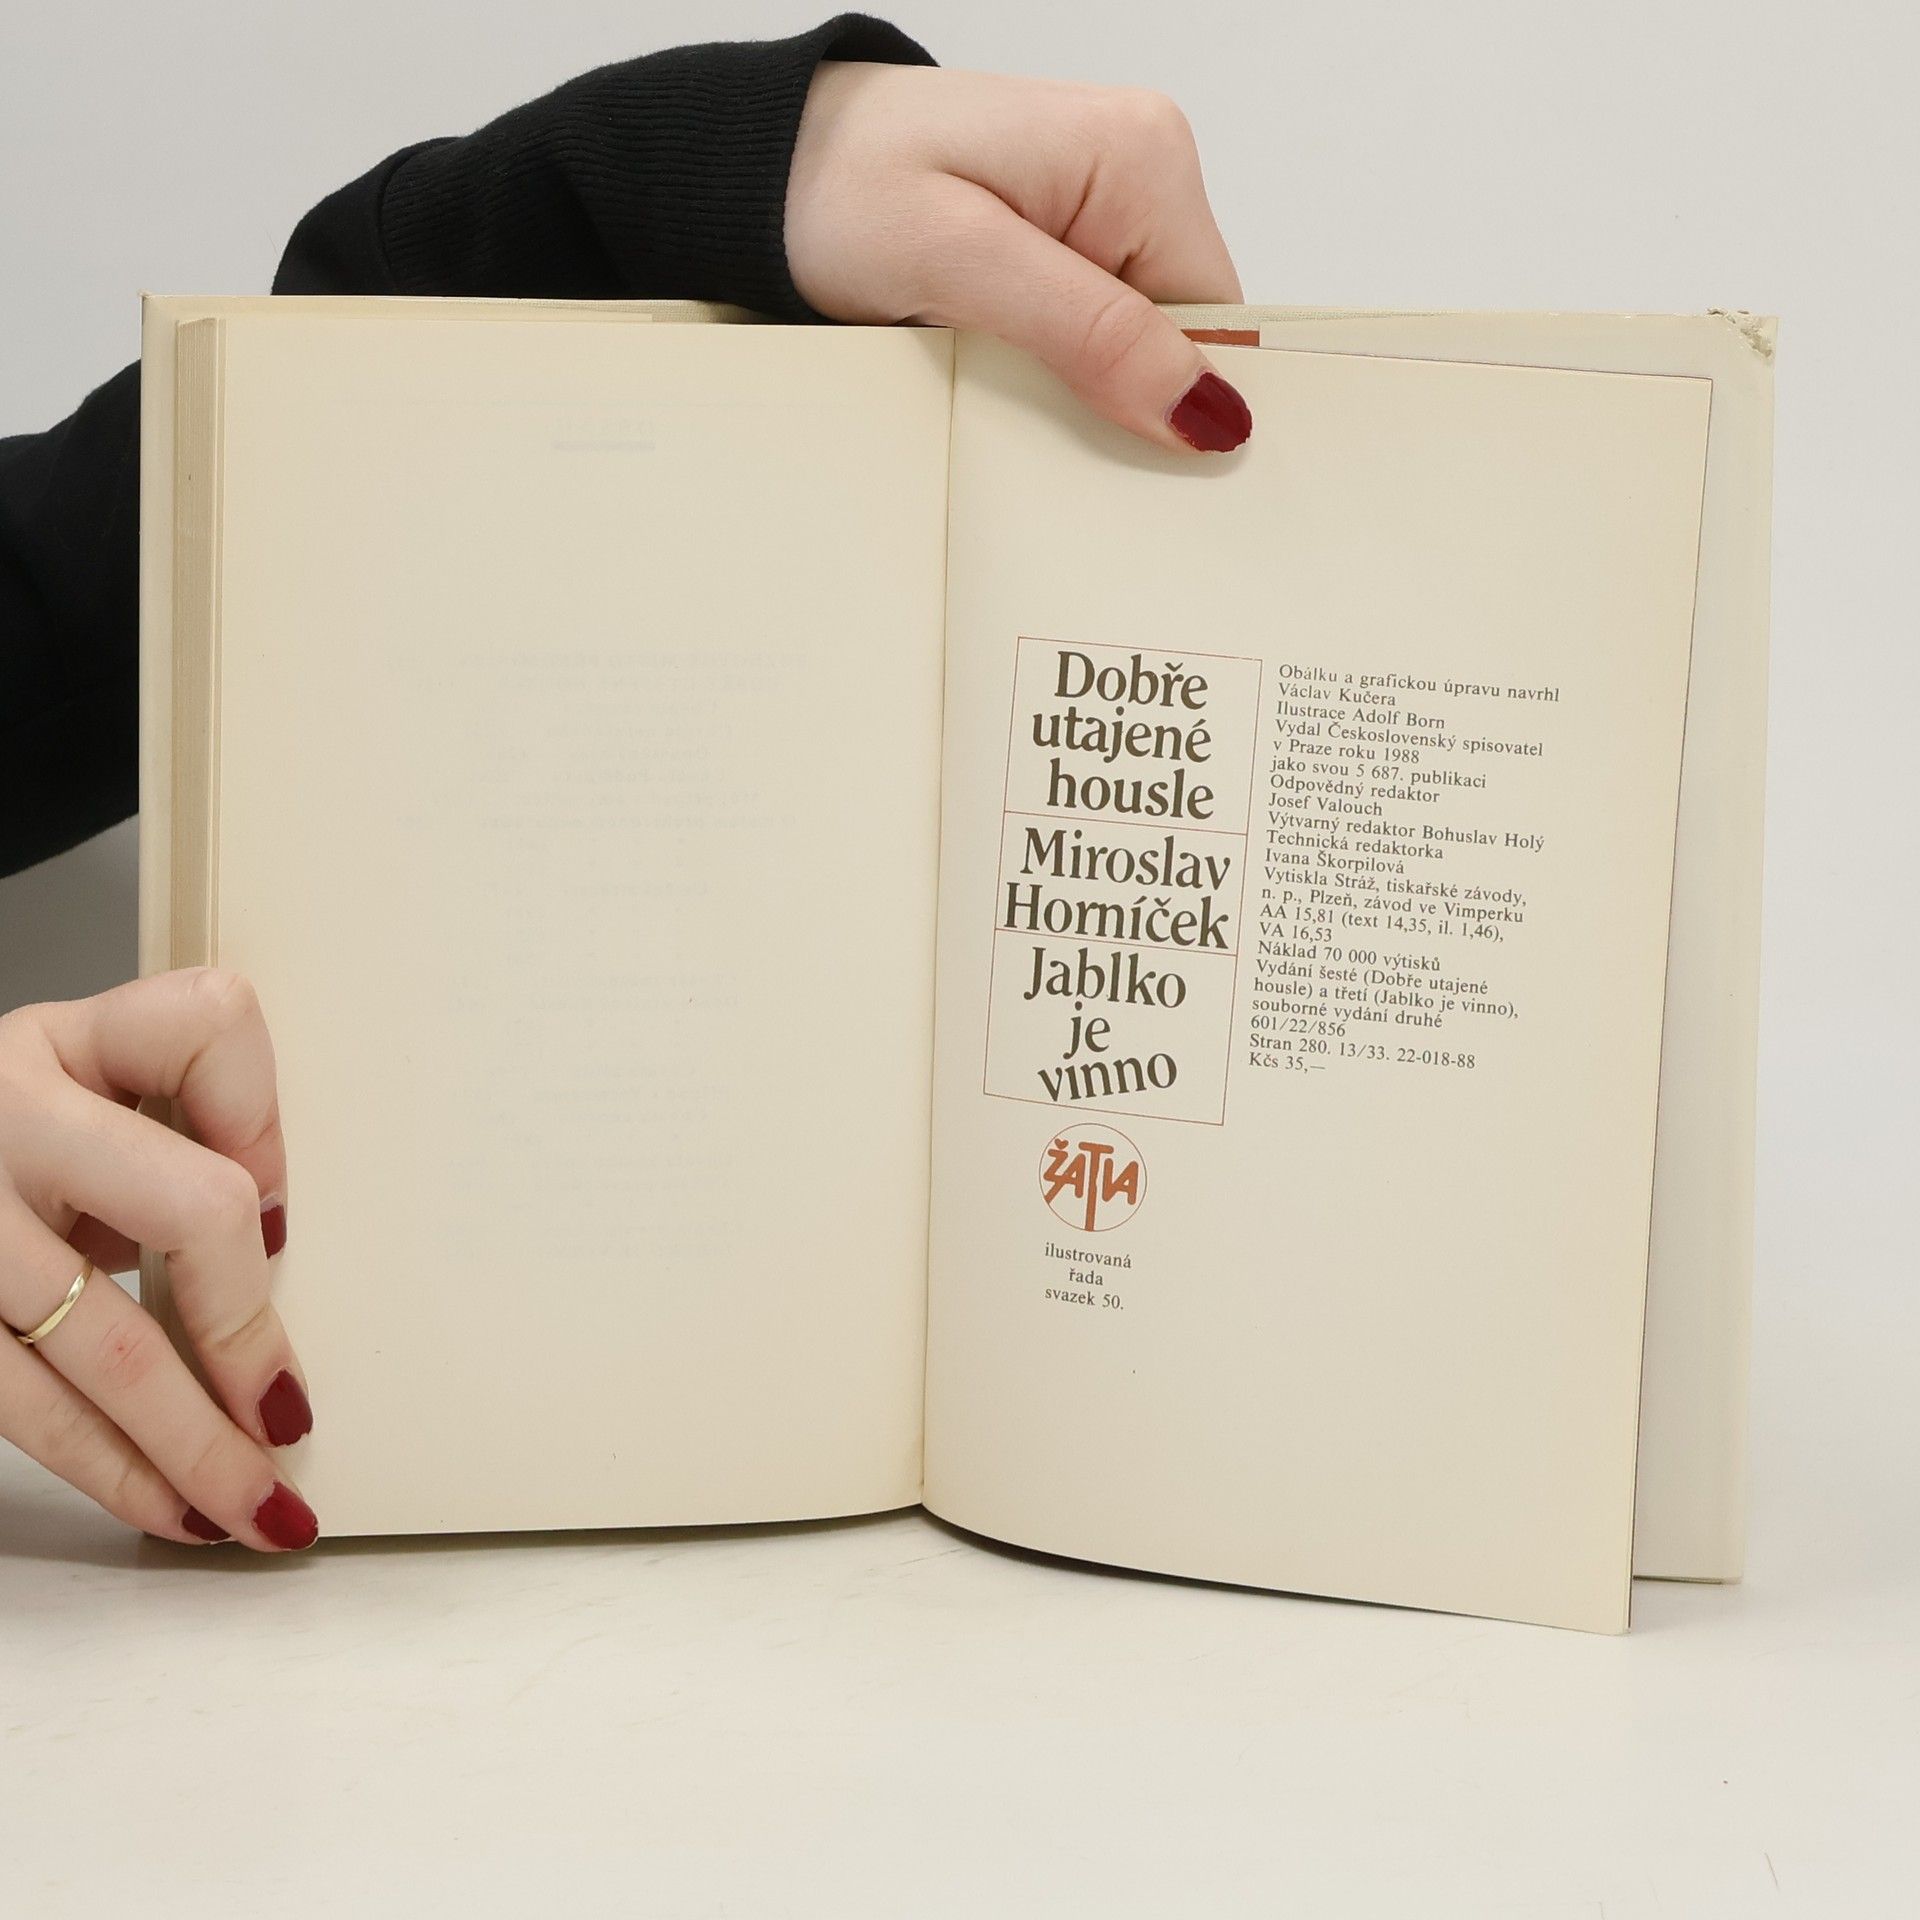 Dobře
utajené
housle
Miroslav
Horníček
Jablko
je
vinno
ŽATVA
ilustrovaná
řada
svazek 50.
Obálku a grafickou úpravu navrhl
Václav Kučera
Ilustrace Adolf Born
Vydal Československý spisovatel
v Praze roku 1988
jako svou 5 687. publikaci
Odpovědný redaktor
Josef Valouch
Výtvarný redaktor Bohuslav Holý
Technická redaktorka
Ivana Škorpilová
Vytiskla Stráž, tiskařské závody,
n. p., Plzeň, závod ve Vimperku
AA 15,81 (text 14,35, il. 1,46),
VA 16,53
Náklad 70 000 výtisků
Vydání šesté (Dobře utajené
housle) a třetí (Jablko je vinno),
souborné vydání druhé
601/22/856
Stran 280. 13/33. 22-018-88
Kčs 35,—